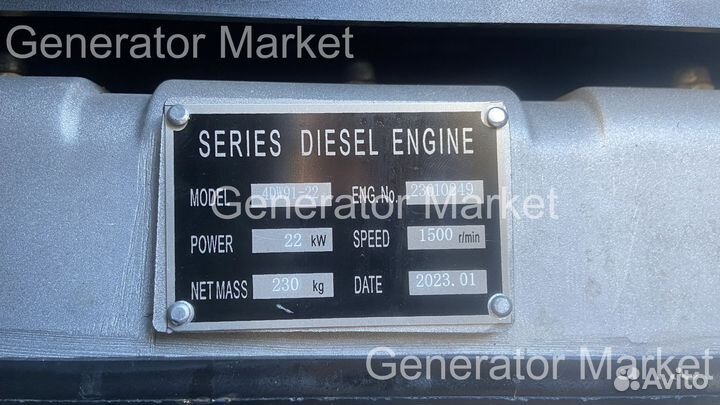 Generator Market
SERIES DIESEL ENGINE
MODEL 4DW91-22 ENG.No. 23010249
Generator Market
POWER 22 kW SPEED 1500 r/min
NET MASS 230 kg DATE 2023.01
Generator Market
Avito